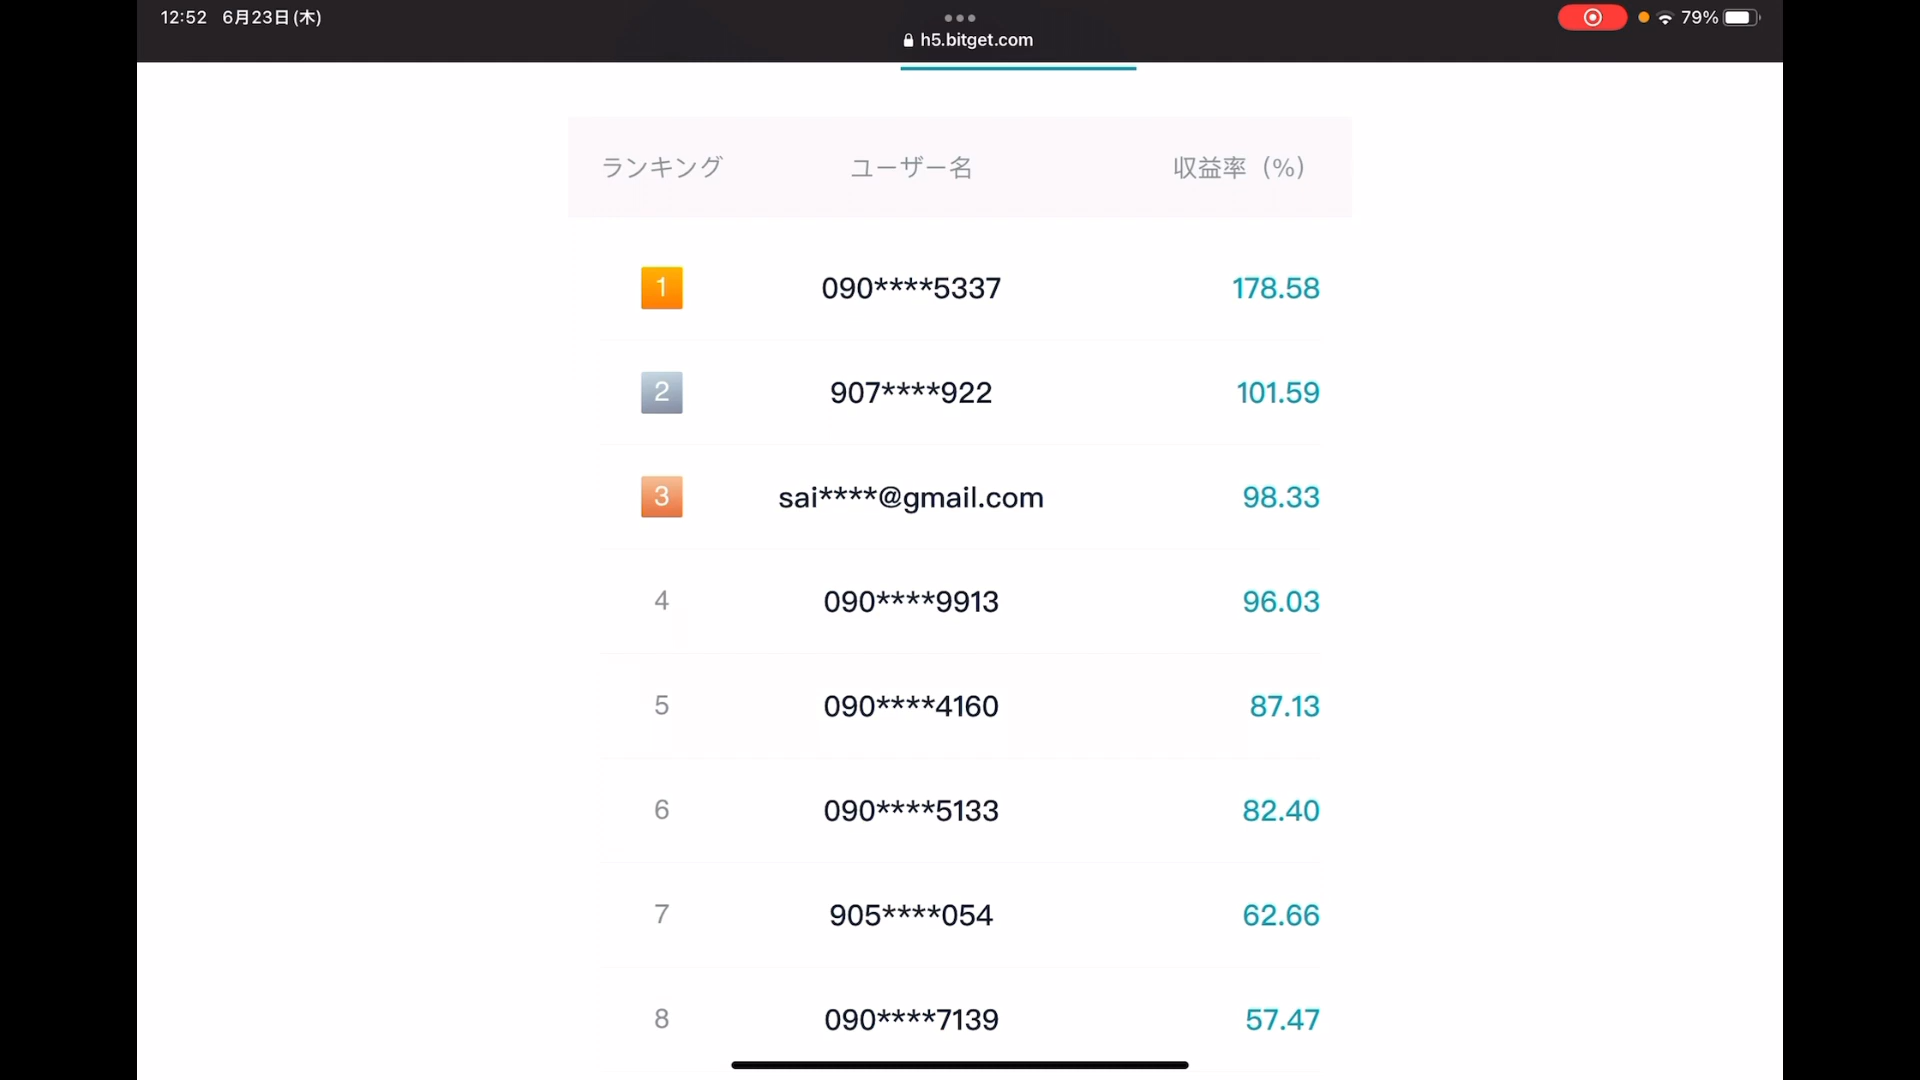 12:52 6月23日(木)
79%
h5.bitget.com
ランキング ユーザー名 収益率（%）
1 090****5337 178.58
2 907****922 101.59
3 sai****@gmail.com 98.33
4 090****9913 96.03
5 090****4160 87.13
6 090****5133 82.40
7 905****054 62.66
8 090****7139 57.47